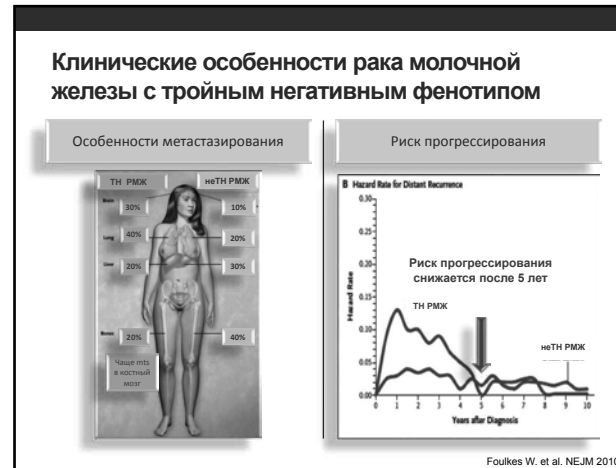 Клинические особенности рака молочной
железы с тройным негативным фенотипом
Особенности метастазирования
ТН РМЖ
неТН РМЖ
Brain
30%
10%
Lung
40%
20%
Liver
20%
30%
Bones
20%
40%
Чаще mts
в костный
мозг
Риск прогрессирования
B Hazard Rate for Distant Recurrence
Hazard Rate
0.30
0.25
0.20
0.15
0.10
0.05
0.00
Риск прогрессирования
снижается после 5 лет
ТН РМЖ
неТН РМЖ
0 1 2 3 4 5 6 7 8 9 10
Years after Diagnosis
Foulkes W. et al. NEJM 2010